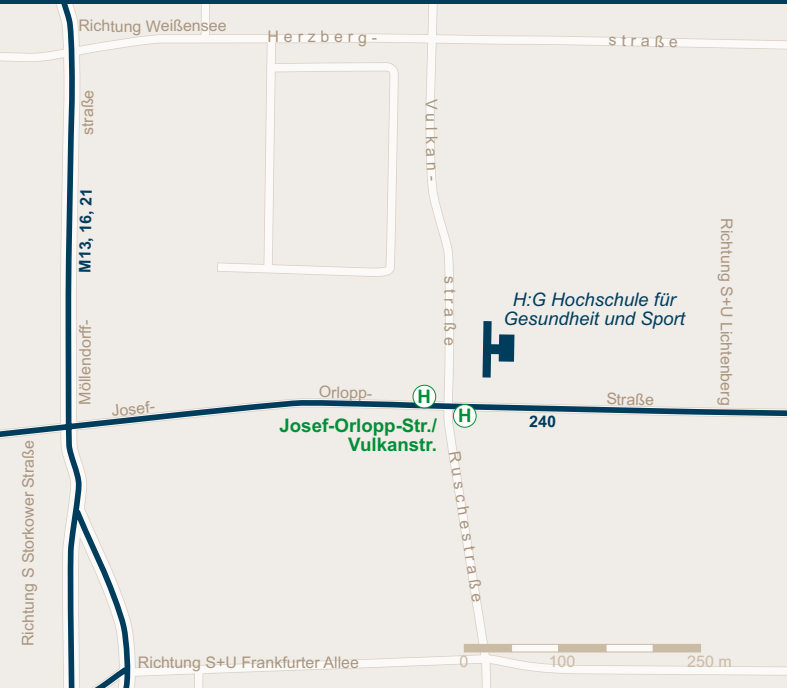 Richtung Weißensee
Herzberg-
straße
straße
Vulkan-
M13, 16, 21
Richtung S+U Lichtenberg
straße
H:G Hochschule für
Gesundheit und Sport
Möllendorff-
Josef-
Orlopp-
H
Straße
H
240
Josef-Orlopp-Str./
Vulkanstr.
Richtung S Storkower Straße
Ruschestraße
Richtung S+U Frankfurter Allee
0 100 250 m